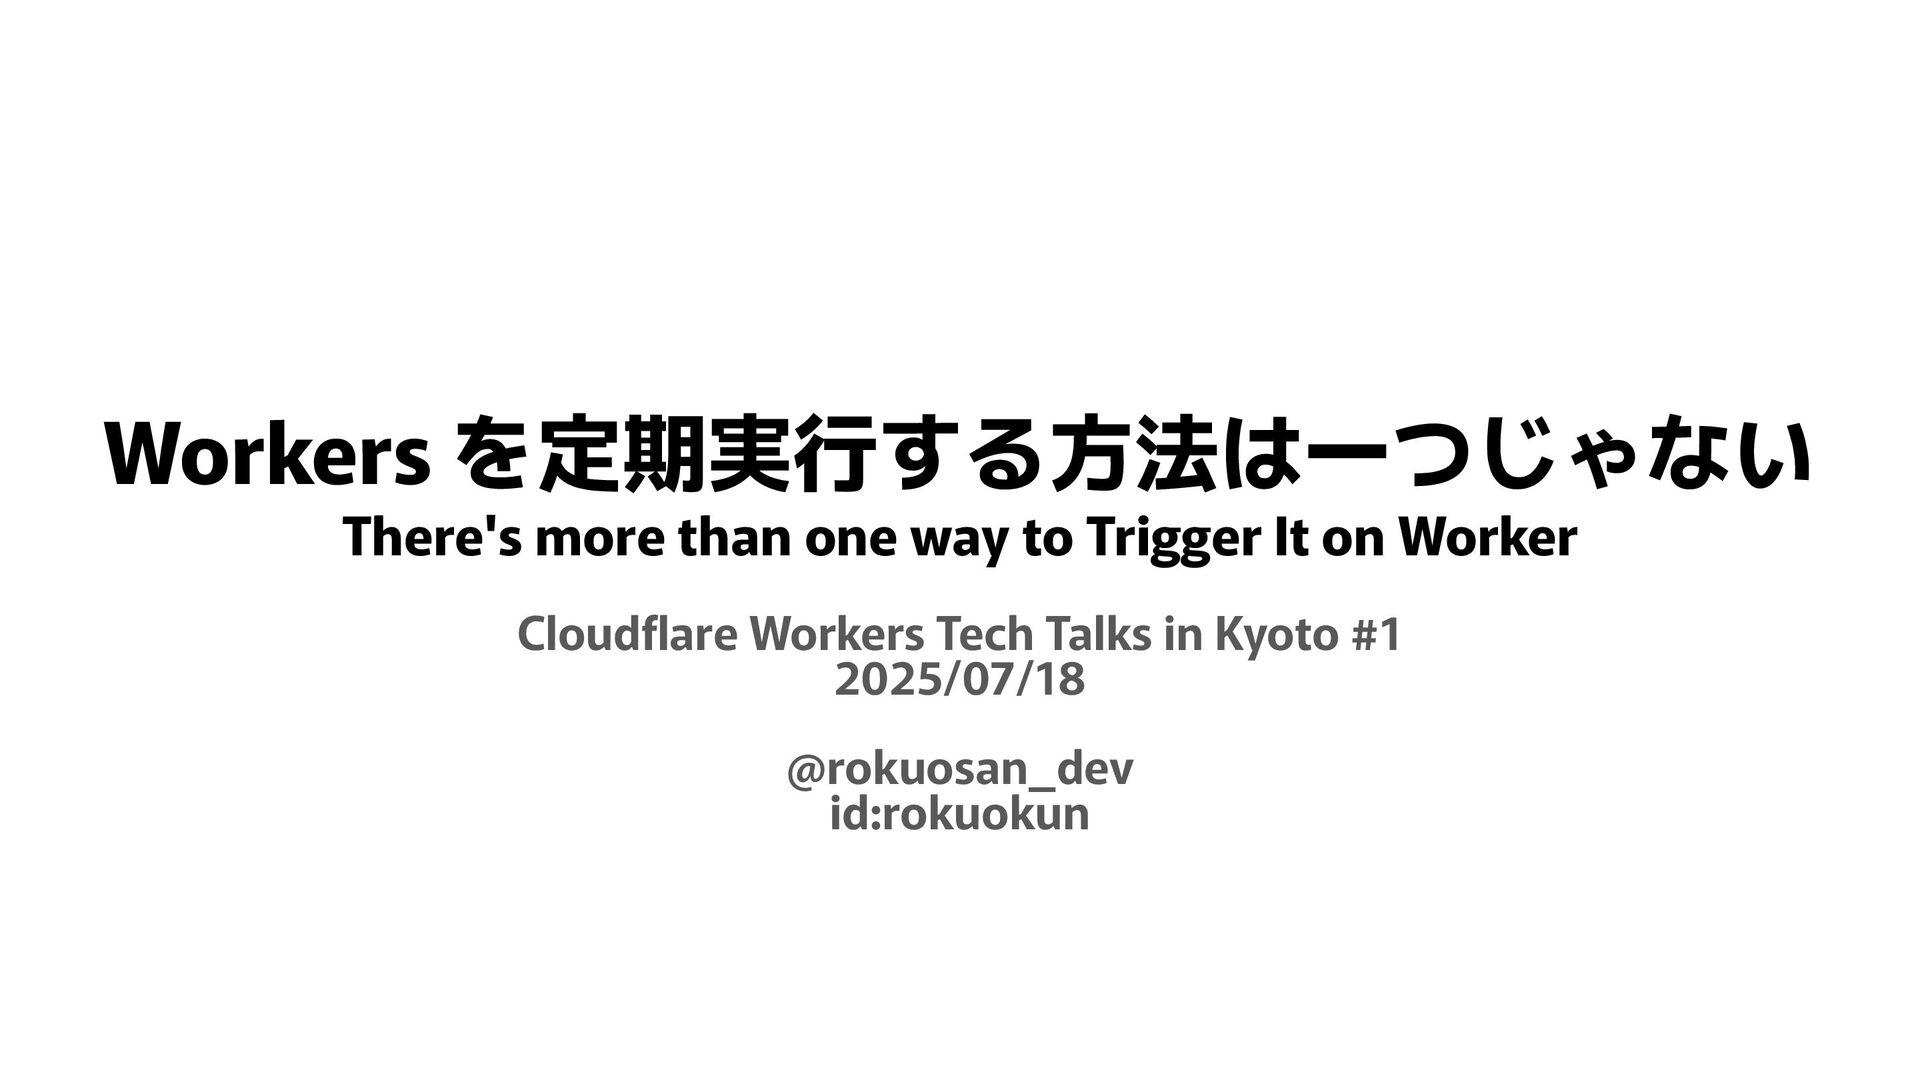 Workers を定期実行する方法は一つじゃない
There's more than one way to Trigger It on Worker
Cloudflare Workers Tech Talks in Kyoto #1
2025/07/18
@rokuosan_dev
id:rokuokun